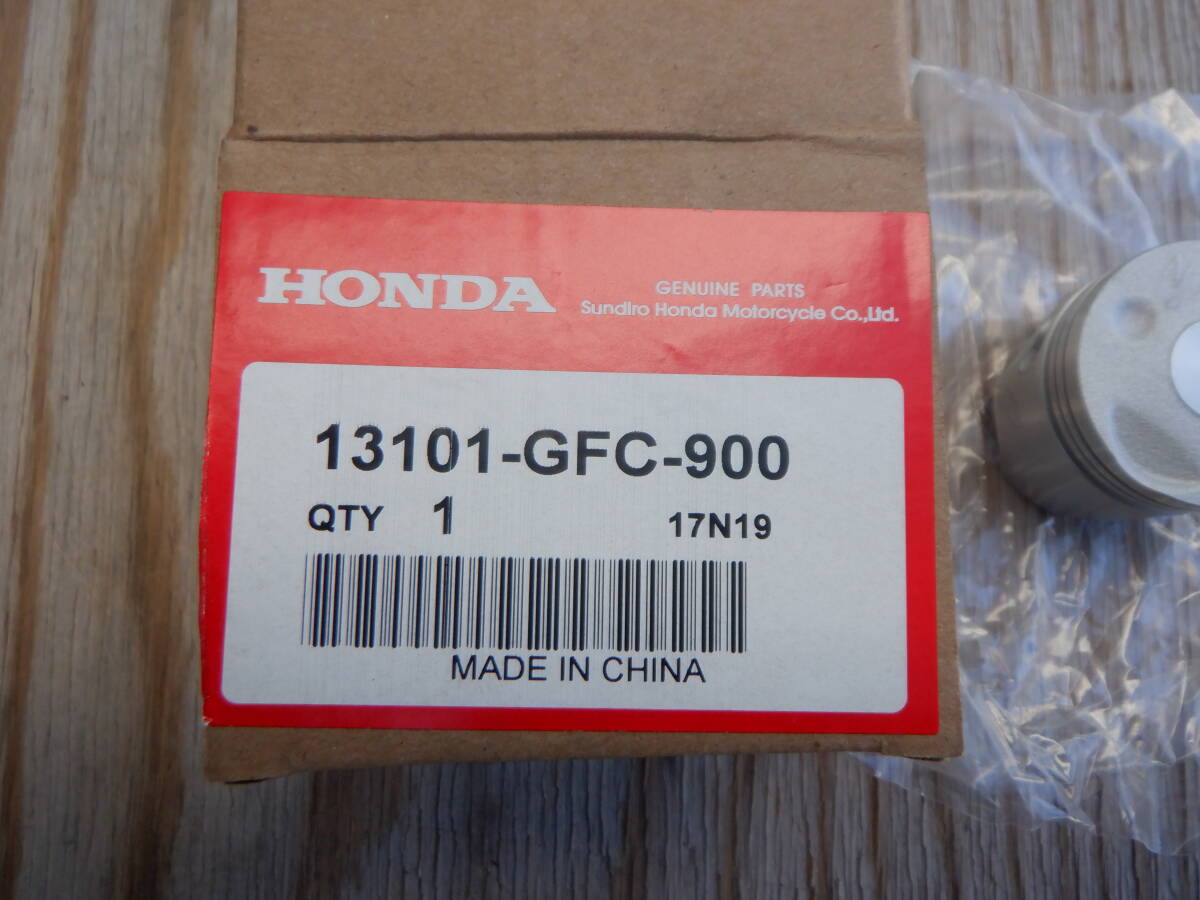 HONDA
GENUINE PARTS
Sundiro Honda Motorcycle Co.,Ltd.
13101-GFC-900
QTY 1 17N19
MADE IN CHINA